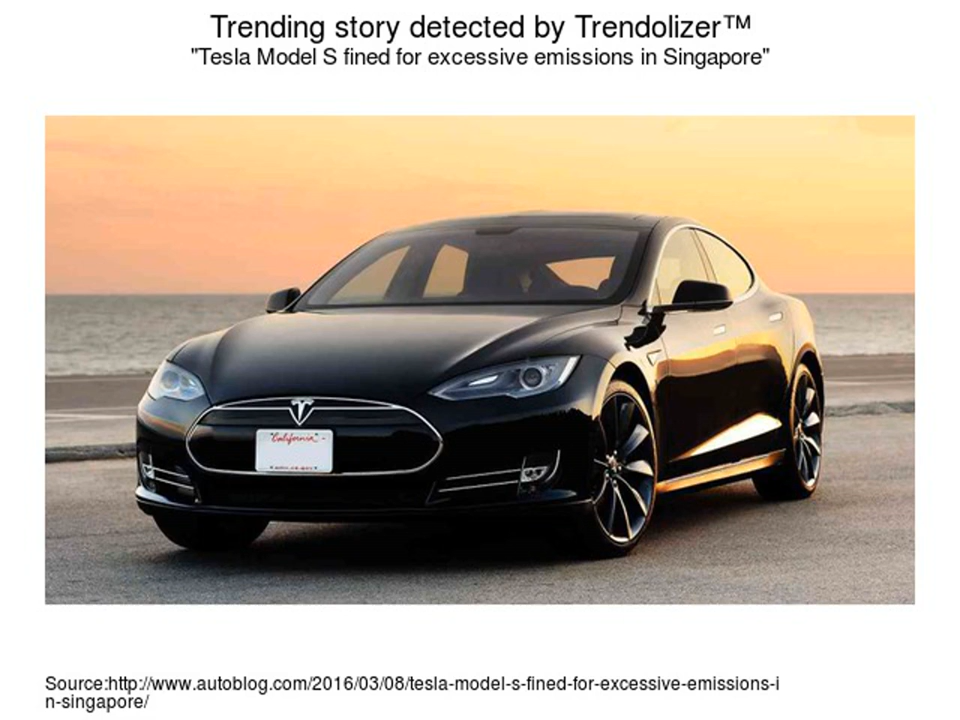 Trending story detected by Trendolizer™
"Tesla Model S fined for excessive emissions in Singapore"
California
Source:http://www.autoblog.com/2016/03/08/tesla-model-s-fined-for-excessive-emissions-i
n-singapore/